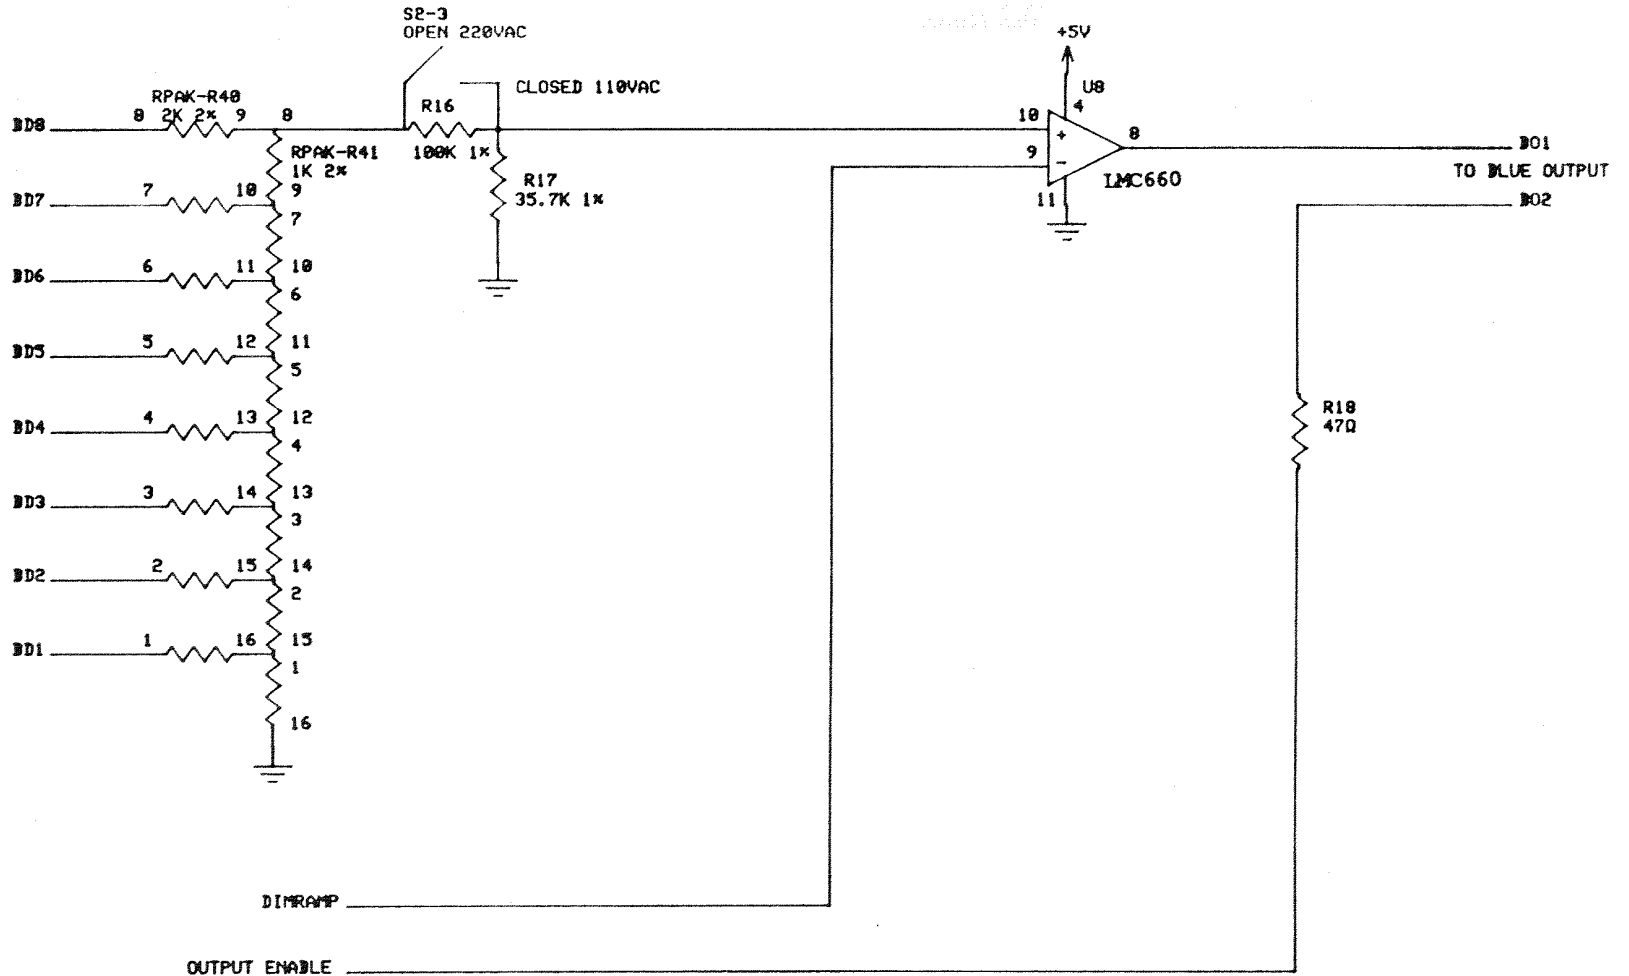 S2-3
OPEN 220VAC
+5V
CLOSED 110VAC
U8
4
RPAK-R40
2K 2%
8
9
8
R16
100K 1%
10
+
9
-
8
BD8
BO1
TO BLUE OUTPUT
BO2
RPAK-R41
1K 2%
R17
35.7K 1%
LMC660
11
BD7
7
10
9
7
BD6
6
11
10
6
BD5
5
12
11
5
R18
47Ω
BD4
4
13
12
4
BD3
3
14
13
3
BD2
2
15
14
2
BD1
1
16
15
1
16
DIMRAMP
OUTPUT ENABLE